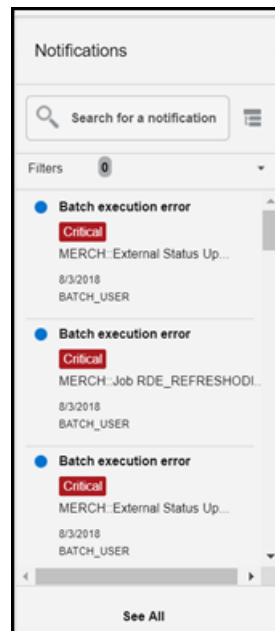 Notifications
Search for a notification
Filters 0
Batch execution error
Critical
MERCH::External Status Up...
8/3/2018
BATCH_USER
Batch execution error
Critical
MERCH::Job RDE_REFRESHODI...
8/3/2018
BATCH_USER
Batch execution error
Critical
MERCH::External Status Up...
8/3/2018
BATCH_USER
See All